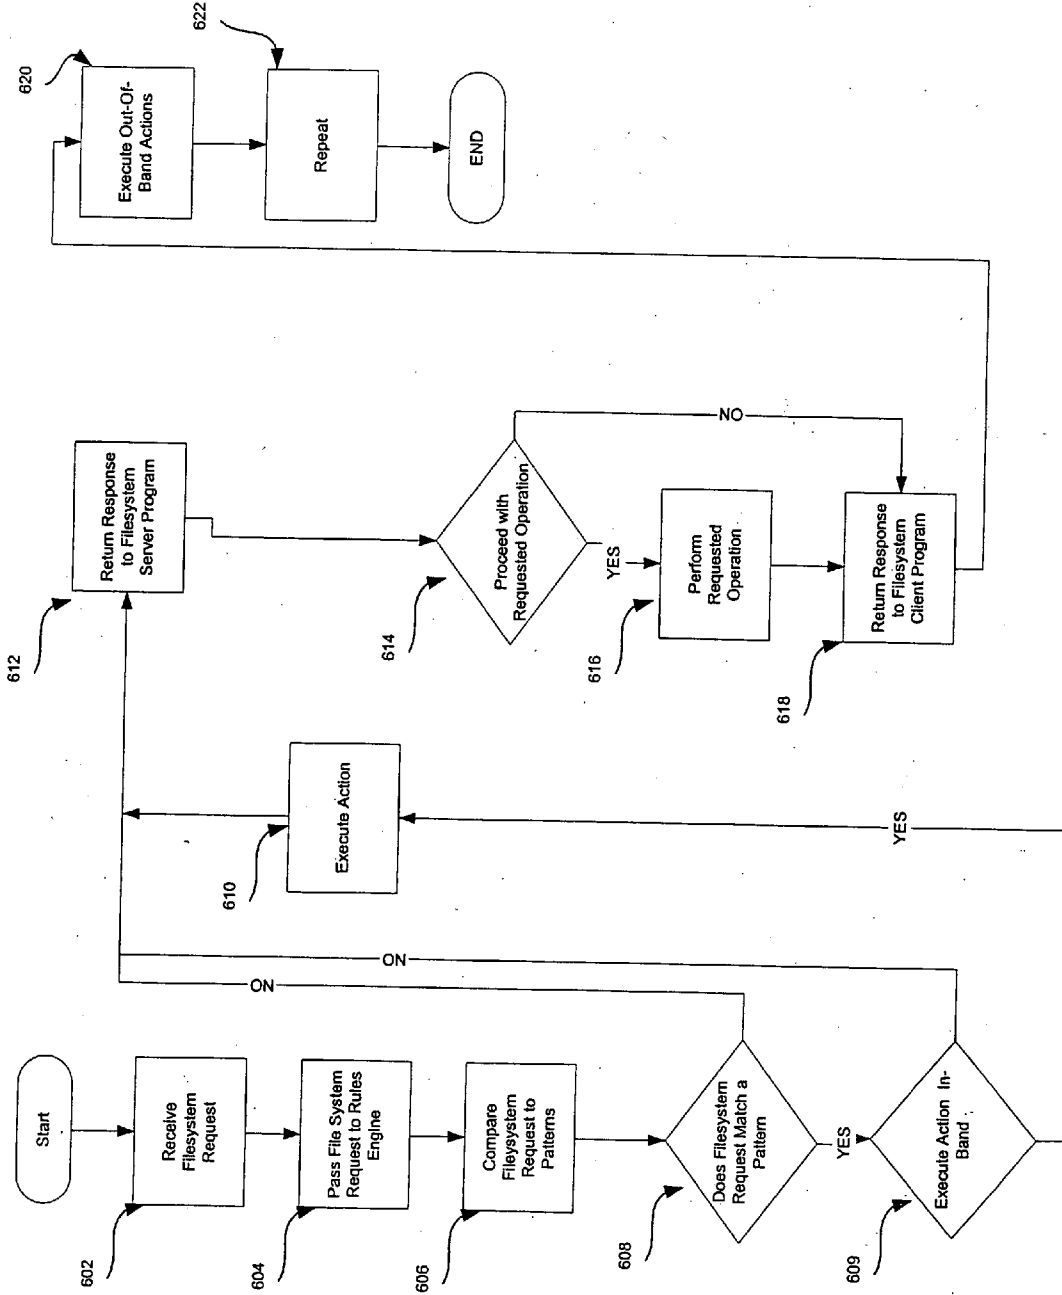 Start
Receive
Filesystem
Request
602
Pass File System
Request to Rules
Engine
604
Compare
Fileysystem
Request to
Patterns
606
Does Filesystem
Request Match a
Pattern
608
NO
YES
Execute Action In-
Band
609
NO
YES
Execute Action
610
Return Response
to Filesystem
Server Program
612
Proceed with
Requested Operation
614
NO
YES
Perform
Requested
Operation
616
Return Response
to Filesystem
Client Program
618
Execute Out-Of-
Band Actions
620
Repeat
622
END